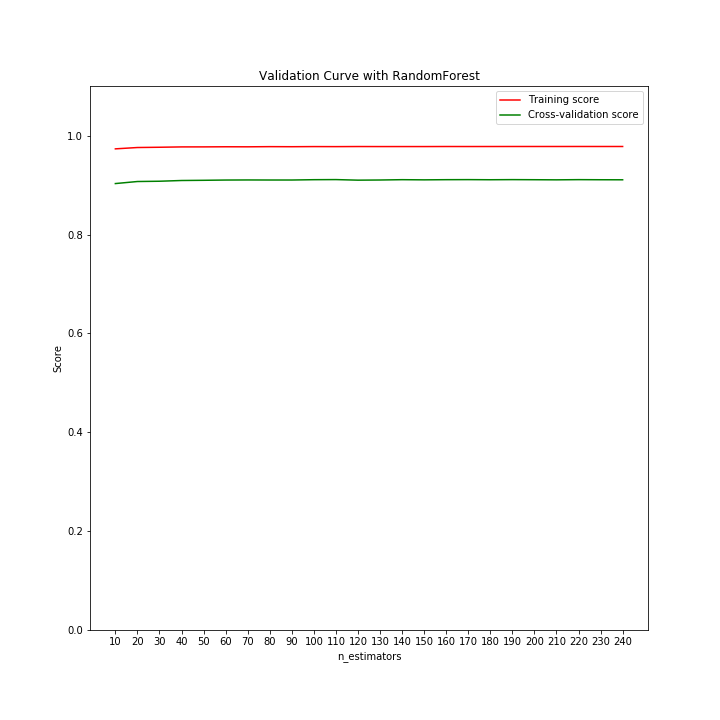 Validation Curve with RandomForest
Training score
Cross-validation score
1.0
0.8
0.6
0.4
0.2
0.0
Score
10 20 30 40 50 60 70 80 90 100 110 120 130 140 150 160 170 180 190 200 210 220 230 240
n_estimators